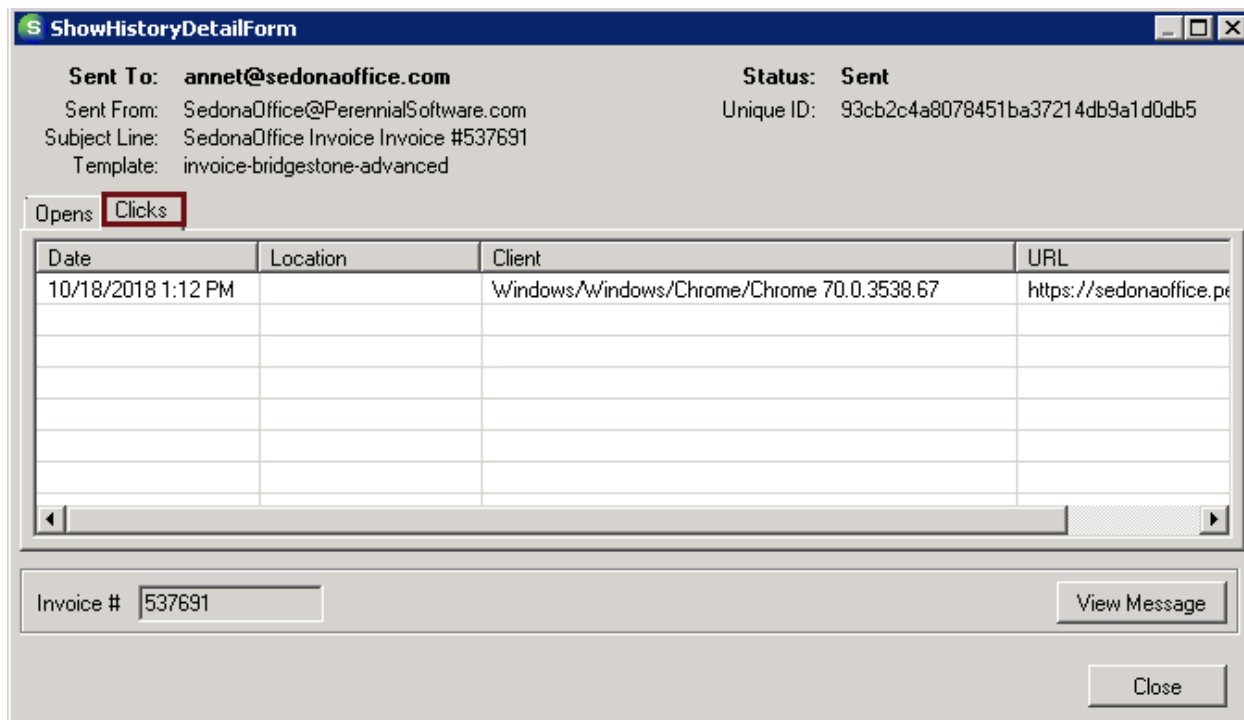 S ShowHistoryDetailForm
Sent To: annet@sedonaoffice.com Status: Sent
Sent From: SedonaOffice@PerennialSoftware.com Unique ID: 93cb2c4a8078451ba37214db9a1d0db5
Subject Line: SedonaOffice Invoice Invoice #537691
Template: invoice-bridgestone-advanced
Opens Clicks
Date Location Client URL
10/18/2018 1:12 PM Windows/Windows/Chrome/Chrome 70.0.3538.67 https://sedonaoffice.pe
Invoice # 537691 View Message
Close